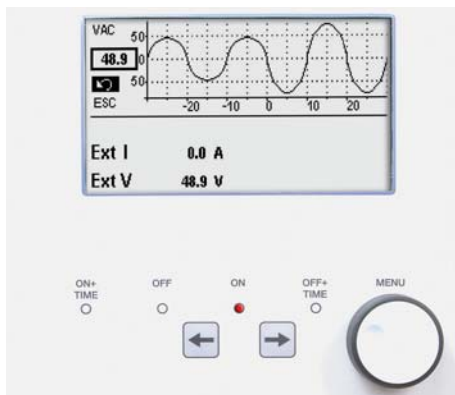 VAC
50
48.9
0
50
ESC
-20 -10 0 10 20
Ext I 0.0 A
Ext V 48.9 V
ON+ TIME
OFF
ON
OFF+ TIME
MENU